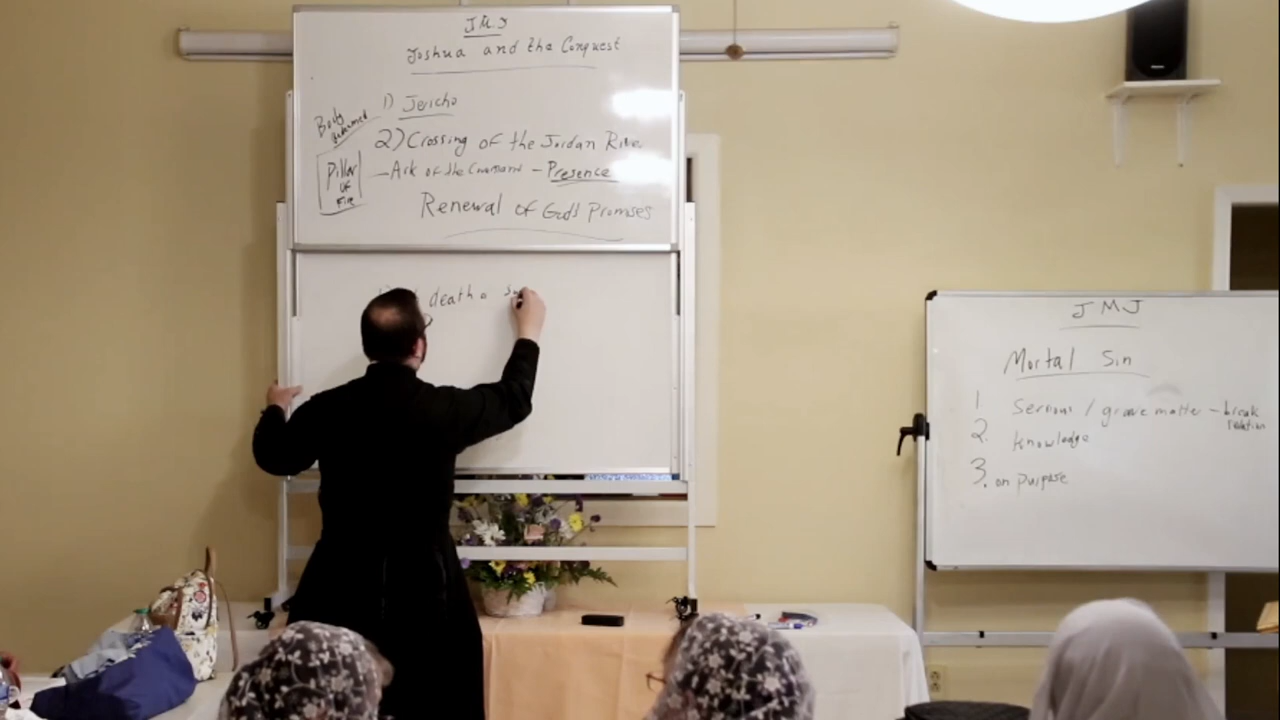 JMJ
Joshua and the Conquest
1) Jericho
2) Crossing of the Jordan River
- Ark of the Covenant - Presence
Renewal of God's Promises
Body
Pillar
of
Fire
death
JMJ
Mortal Sin
1 Serious / grave matter - break
relation
2. Knowledge
3. on purpose